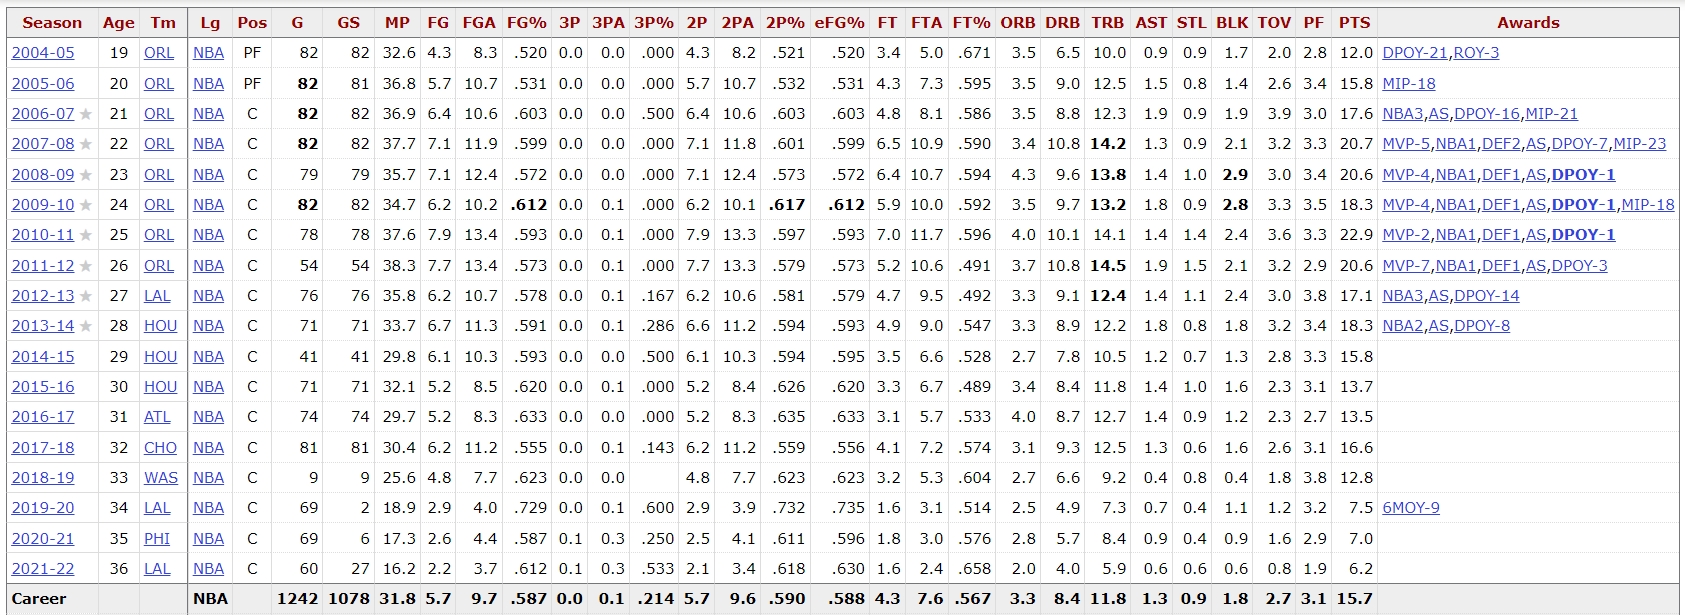 Season Age Tm Lg Pos G GS MP FG FGA FG% 3P 3PA 3P% 2P 2PA 2P% eFG% FT FTA FT% ORB DRB TRB AST STL BLK TOV PF PTS Awards
2004-05 19 ORL NBA PF 82 82 32.6 4.3 8.3 .520 0.0 0.0 .000 4.3 8.2 .521 .520 3.4 5.0 .671 3.5 6.5 10.0 0.9 0.9 1.7 2.0 2.8 12.0 DPOY-21,ROY-3
2005-06 20 ORL NBA PF 82 81 36.8 5.7 10.7 .531 0.0 0.0 .000 5.7 10.7 .532 .531 4.3 7.3 .595 3.5 9.0 12.5 1.5 0.8 1.4 2.6 3.4 15.8 MIP-18
2006-07 ★ 21 ORL NBA C 82 82 36.9 6.4 10.6 .603 0.0 0.0 .500 6.4 10.6 .603 .603 4.8 8.1 .586 3.5 8.8 12.3 1.9 0.9 1.9 3.9 3.0 17.6 NBA3,AS,DPOY-16,MIP-21
2007-08 ★ 22 ORL NBA C 82 82 37.7 7.1 11.9 .599 0.0 0.0 .000 7.1 11.8 .601 .599 6.5 10.9 .590 3.4 10.8 14.2 1.3 0.9 2.1 3.2 3.3 20.7 MVP-5,NBA1,DEF2,AS,DPOY-7,MIP-23
2008-09 ★ 23 ORL NBA C 79 79 35.7 7.1 12.4 .572 0.0 0.0 .000 7.1 12.4 .573 .572 6.4 10.7 .594 4.3 9.6 13.8 1.4 1.0 2.9 3.0 3.4 20.6 MVP-4,NBA1,DEF1,AS,DPOY-1
2009-10 ★ 24 ORL NBA C 82 82 34.7 6.2 10.2 .612 0.0 0.1 .000 6.2 10.1 .617 .612 5.9 10.0 .592 3.5 9.7 13.2 1.8 0.9 2.8 3.3 3.5 18.3 MVP-4,NBA1,DEF1,AS,DPOY-1,MIP-18
2010-11 ★ 25 ORL NBA C 78 78 37.6 7.9 13.4 .593 0.0 0.1 .000 7.9 13.3 .597 .593 7.0 11.7 .596 4.0 10.1 14.1 1.4 1.4 2.4 3.6 3.3 22.9 MVP-2,NBA1,DEF1,AS,DPOY-1
2011-12 ★ 26 ORL NBA C 54 54 38.3 7.7 13.4 .573 0.0 0.1 .000 7.7 13.3 .579 .573 5.2 10.6 .491 3.7 10.8 14.5 1.9 1.5 2.1 3.2 2.9 20.6 MVP-7,NBA1,DEF1,AS,DPOY-3
2012-13 ★ 27 LAL NBA C 76 76 35.8 6.2 10.7 .578 0.0 0.1 .167 6.2 10.6 .581 .579 4.7 9.5 .492 3.3 9.1 12.4 1.4 1.1 2.4 3.0 3.8 17.1 NBA3,AS,DPOY-14
2013-14 ★ 28 HOU NBA C 71 71 33.7 6.7 11.3 .591 0.0 0.1 .286 6.6 11.2 .594 .593 4.9 9.0 .547 3.3 8.9 12.2 1.8 0.8 1.8 3.2 3.4 18.3 NBA2,AS,DPOY-8
2014-15 29 HOU NBA C 41 41 29.8 6.1 10.3 .593 0.0 0.0 .500 6.1 10.3 .594 .595 3.5 6.6 .528 2.7 7.8 10.5 1.2 0.7 1.3 2.8 3.3 15.8
2015-16 30 HOU NBA C 71 71 32.1 5.2 8.5 .620 0.0 0.1 .000 5.2 8.4 .626 .620 3.3 6.7 .489 3.4 8.4 11.8 1.4 1.0 1.6 2.3 3.1 13.7
2016-17 31 ATL NBA C 74 74 29.7 5.2 8.3 .633 0.0 0.0 .000 5.2 8.3 .635 .633 3.1 5.7 .533 4.0 8.7 12.7 1.4 0.9 1.2 2.3 2.7 13.5
2017-18 32 CHO NBA C 81 81 30.4 6.2 11.2 .555 0.0 0.1 .143 6.2 11.2 .559 .556 4.1 7.2 .574 3.1 9.3 12.5 1.3 0.6 1.6 2.6 3.1 16.6
2018-19 33 WAS NBA C 9 9 25.6 4.8 7.7 .623 0.0 0.0 4.8 7.7 .623 .623 3.2 5.3 .604 2.7 6.6 9.2 0.4 0.8 0.4 1.8 3.8 12.8
2019-20 34 LAL NBA C 69 2 18.9 2.9 4.0 .729 0.0 0.1 .600 2.9 3.9 .732 .735 1.6 3.1 .514 2.5 4.9 7.3 0.7 0.4 1.1 1.2 3.2 7.5 6MOY-9
2020-21 35 PHI NBA C 69 6 17.3 2.6 4.4 .587 0.1 0.3 .250 2.5 4.1 .611 .596 1.8 3.0 .576 2.8 5.7 8.4 0.9 0.4 0.9 1.6 2.9 7.0
2021-22 36 LAL NBA C 60 27 16.2 2.2 3.7 .612 0.1 0.3 .533 2.1 3.4 .618 .630 1.6 2.4 .658 2.0 4.0 5.9 0.6 0.6 0.6 0.8 1.9 6.2
Career NBA 1242 1078 31.8 5.7 9.7 .587 0.0 0.1 .214 5.7 9.6 .590 .588 4.3 7.6 .567 3.3 8.4 11.8 1.3 0.9 1.8 2.7 3.1 15.7